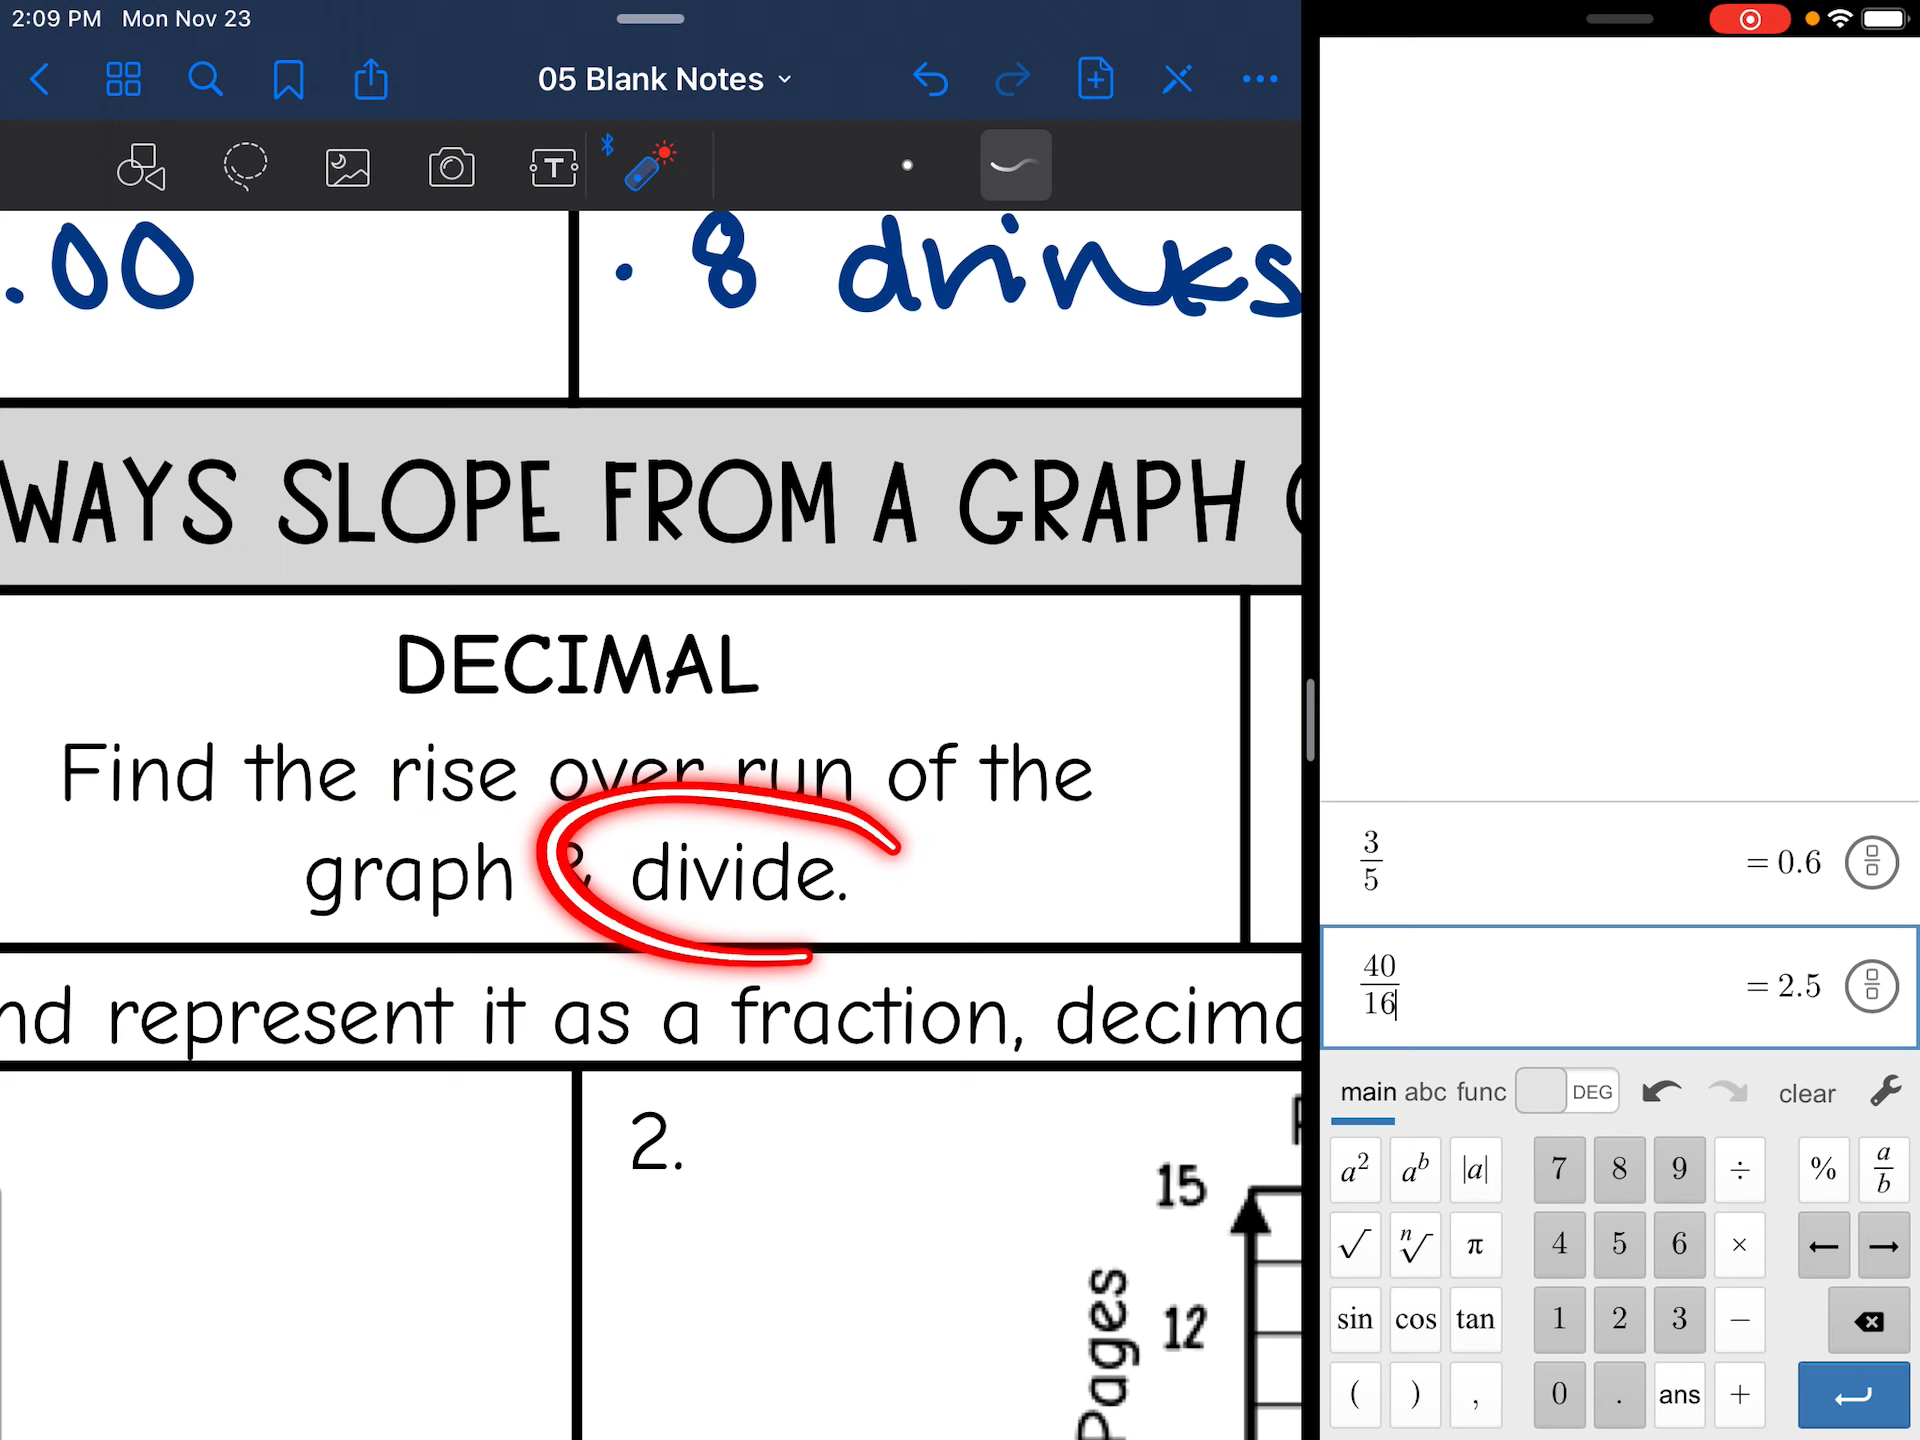 2:09 PM Mon Nov 23
05 Blank Notes
T
.00
· 8 drinks
WAYS SLOPE FROM A GRAPH
DECIMAL
Find the rise over run of the
graph & divide.
nd represent it as a fraction, decima
2.
15
12
Pages
3/5 = 0.6
40/16 = 2.5
main abc func DEG clear
a² aᵇ |a| 7 8 9 ÷ % a/b
√ ⁿ√ π 4 5 6 × ← →
sin cos tan 1 2 3 −
( ) , 0 . ans +